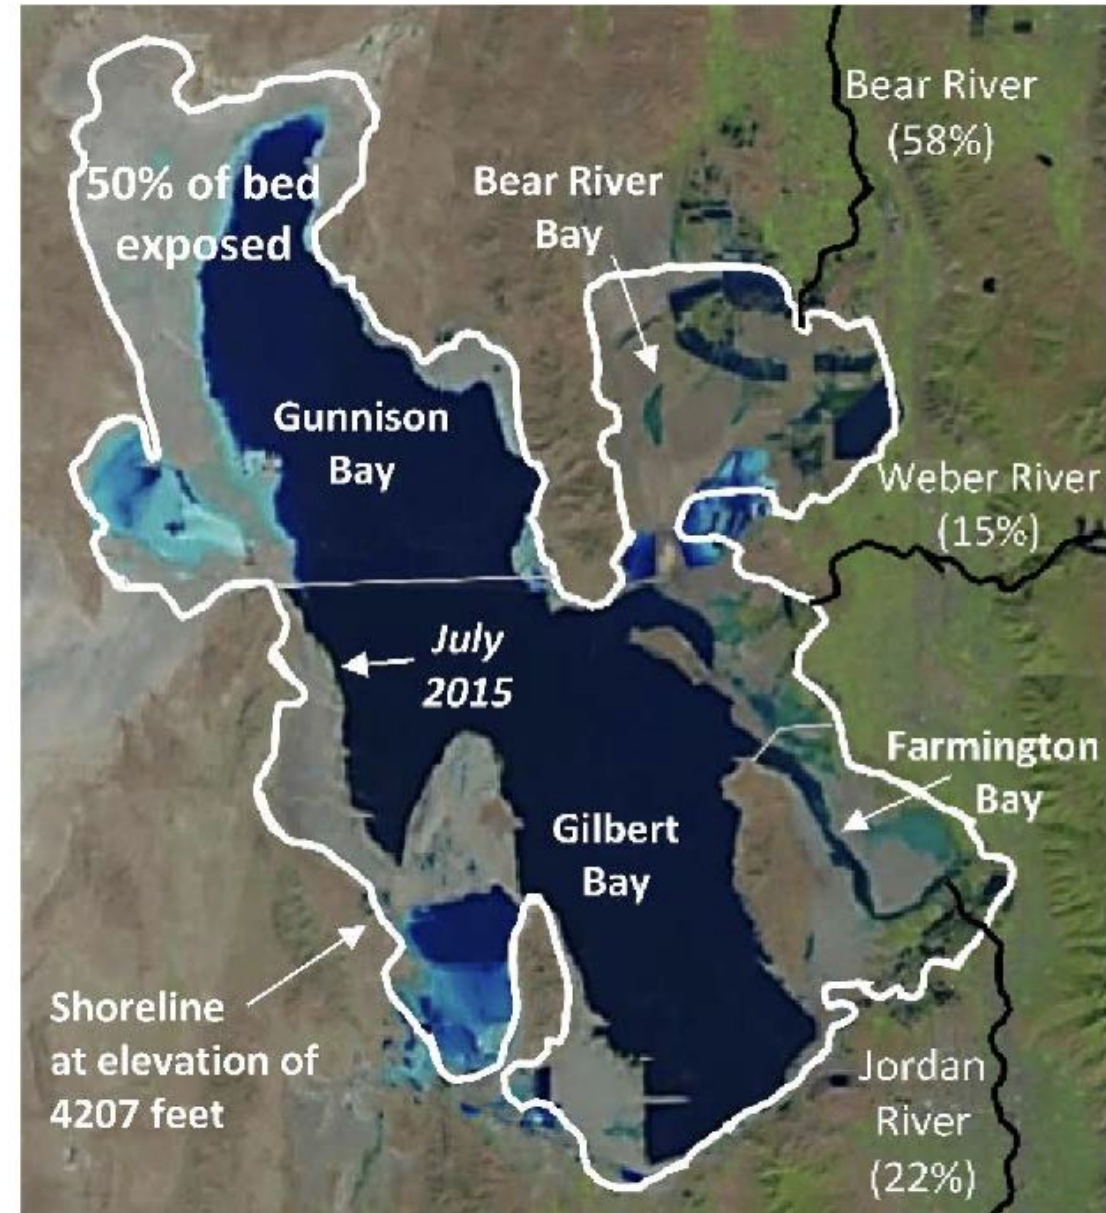 Bear River
(58%)
50% of bed
exposed
Bear River
Bay
Gunnison
Bay
Weber River
(15%)
July
2015
Farmington
Bay
Gilbert
Bay
Shoreline
at elevation of
4207 feet
Jordan
River
(22%)